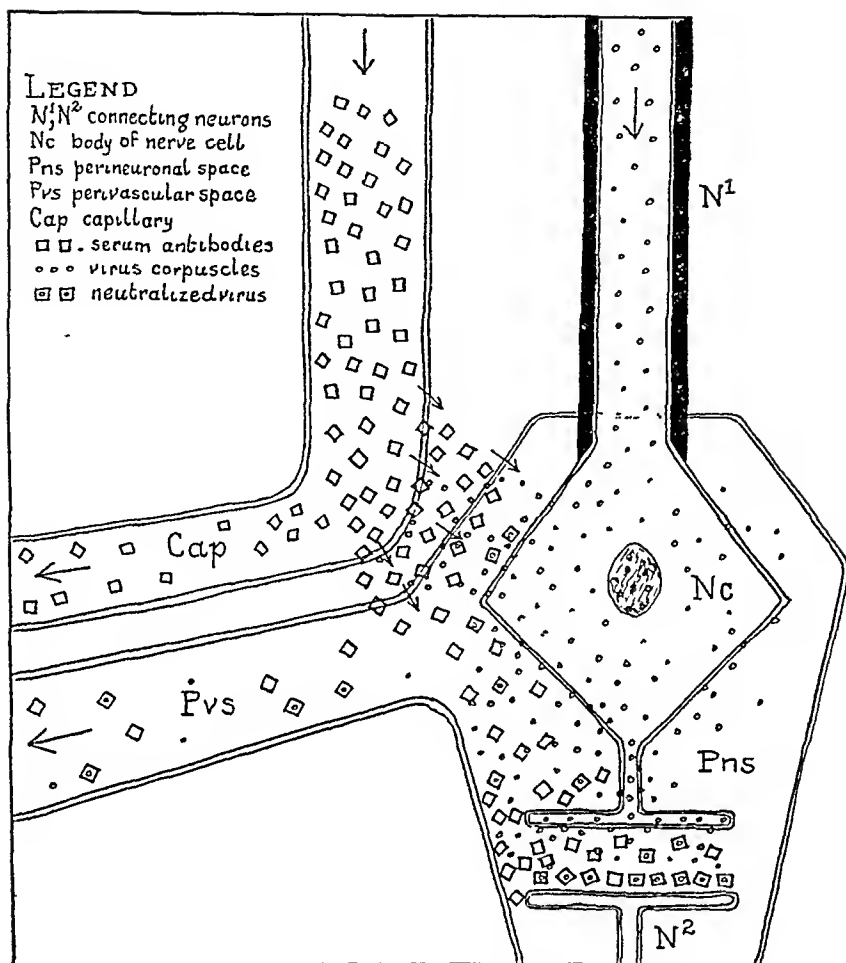 LEGEND
N¹,N² connecting neurons
Nc body of nerve cell
Pns perineuronal space
Pvs perivascular space
Cap capillary
□ □ . serum antibodies
∘ ∘ ∘ virus corpuscles
⊡ ⊡ neutralized virus
N¹
Cap
Nc
Pvs
Pns
N²